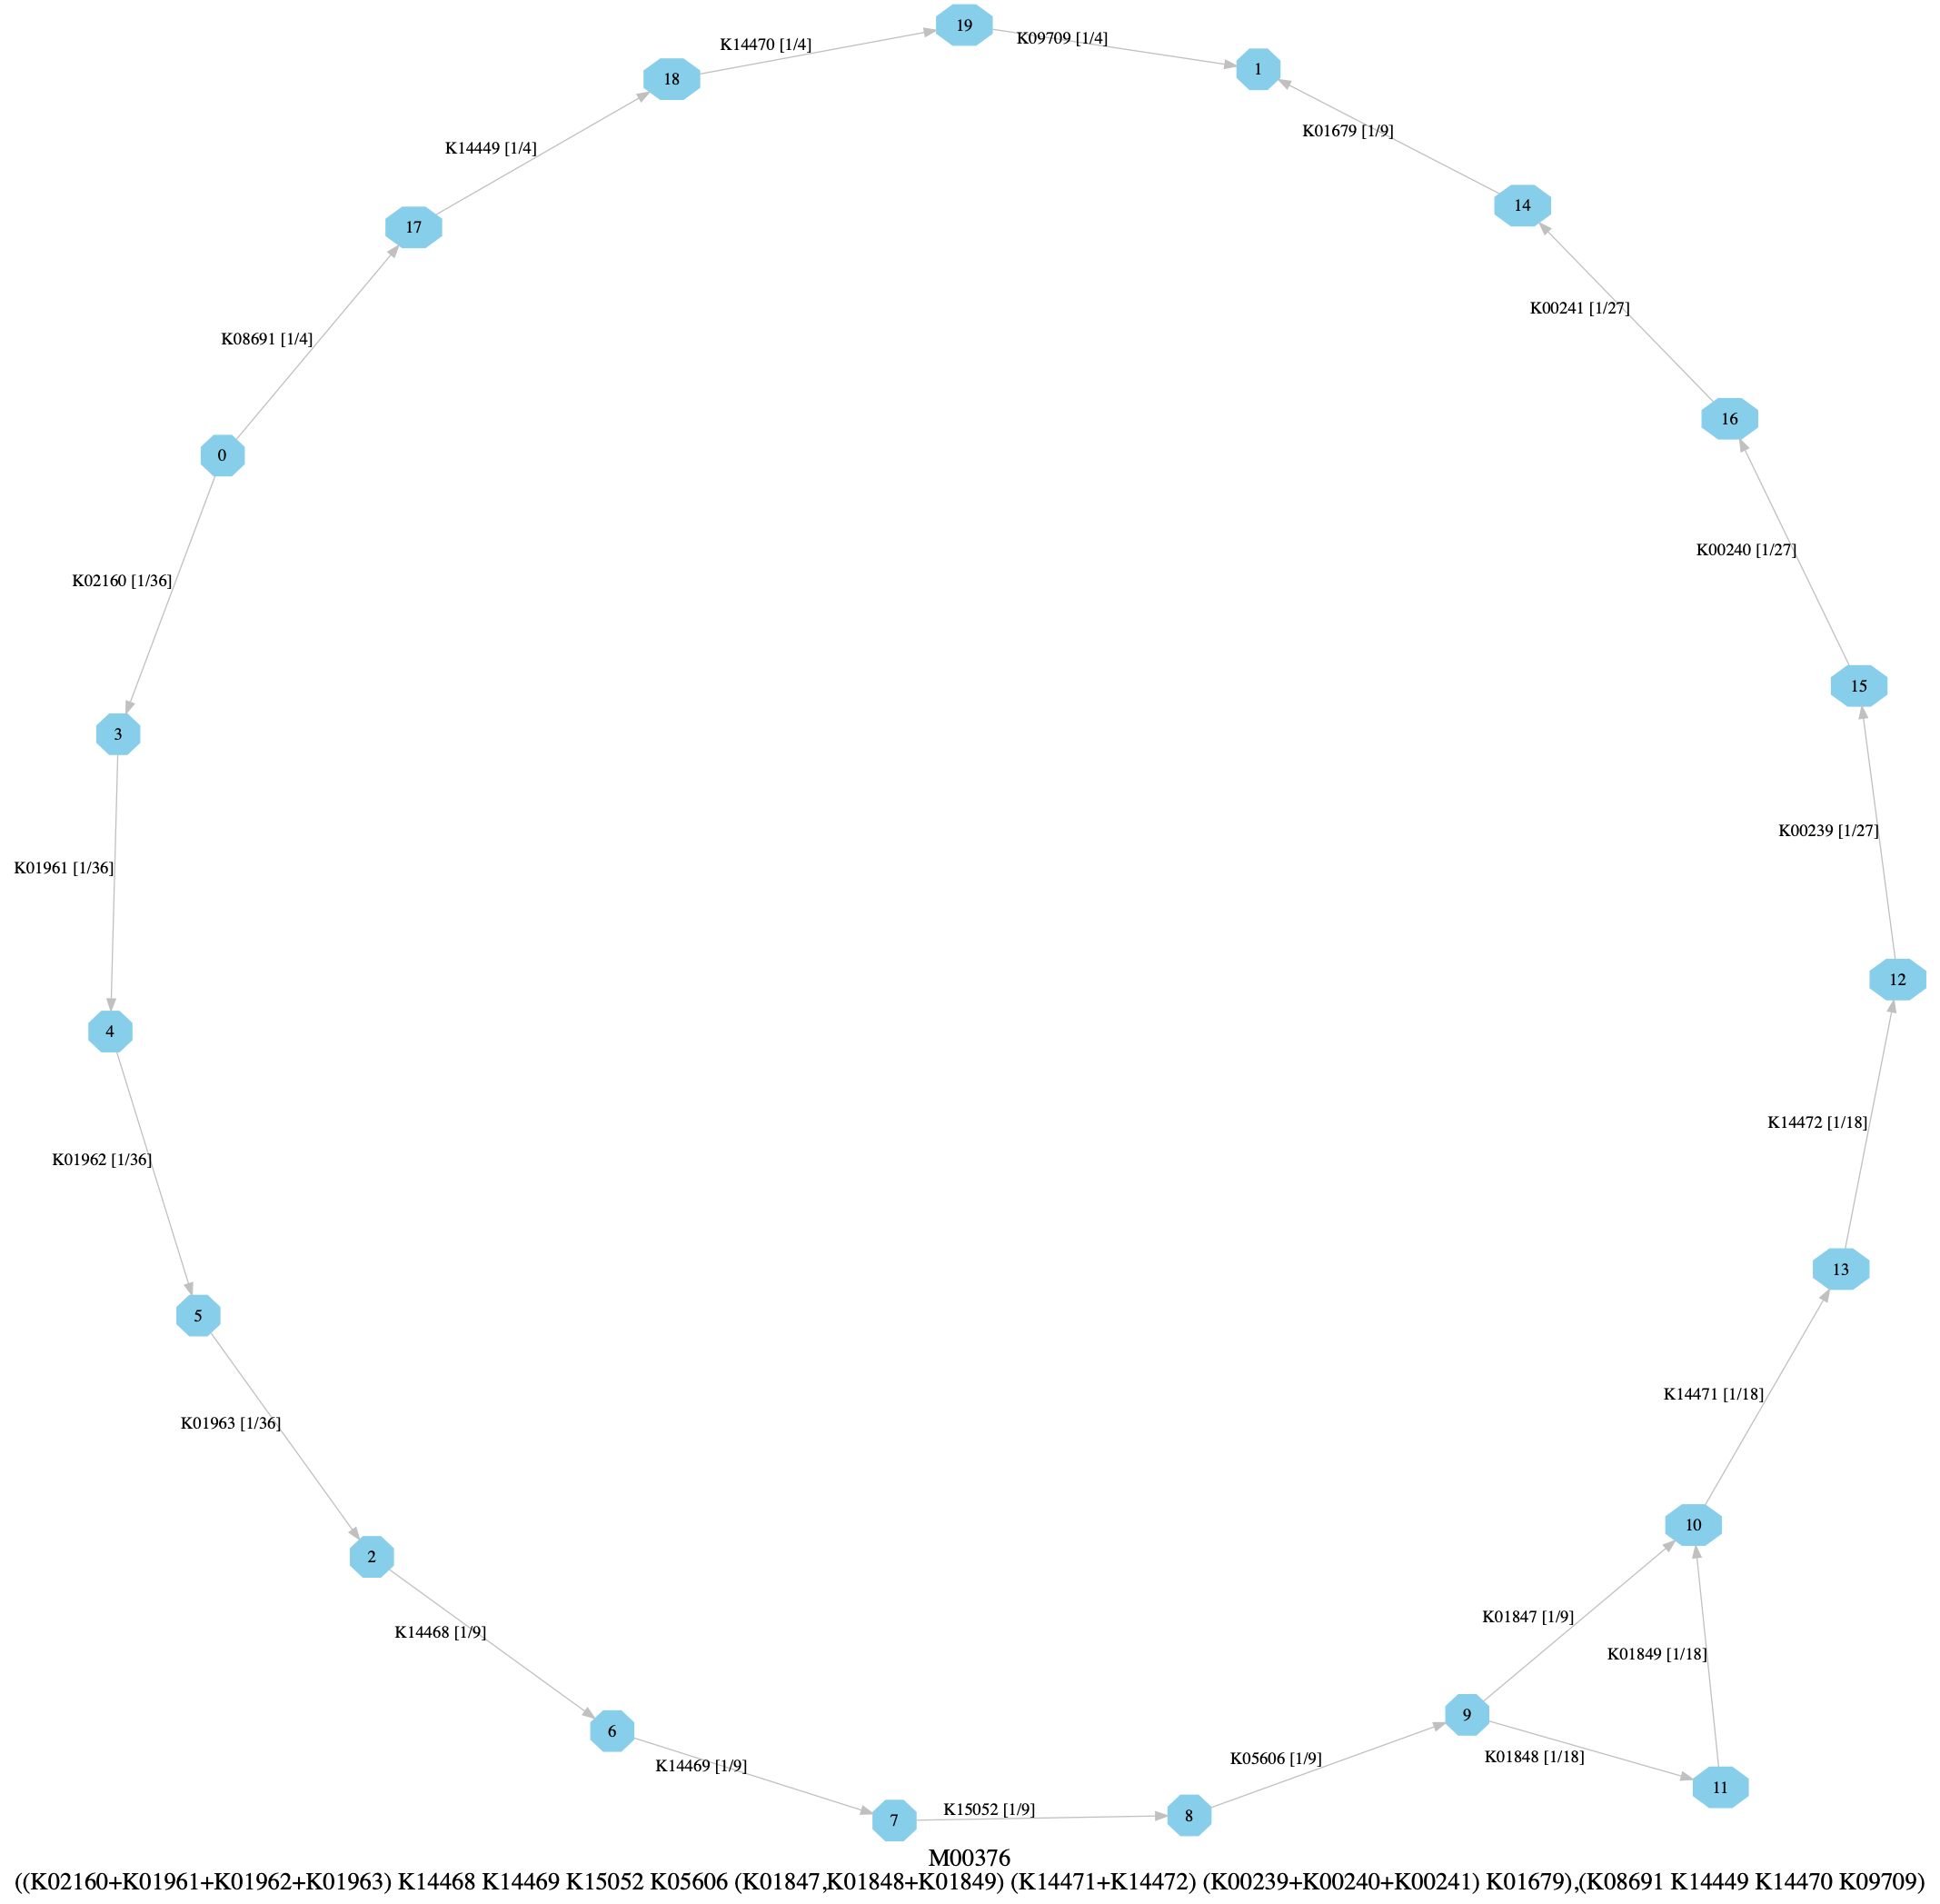 19
K14470 [1/4]
K09709 [1/4]
1
18
K01679 [1/9]
K14449 [1/4]
14
17
K00241 [1/27]
K08691 [1/4]
16
0
K00240 [1/27]
K02160 [1/36]
15
3
K00239 [1/27]
K01961 [1/36]
12
4
K14472 [1/18]
K01962 [1/36]
13
5
K14471 [1/18]
K01963 [1/36]
10
2
K01847 [1/9]
K14468 [1/9]
K01849 [1/18]
9
6
K01848 [1/18]
K05606 [1/9]
K14469 [1/9]
11
K15052 [1/9]
8
7
M00376
((K02160+K01961+K01962+K01963) K14468 K14469 K15052 K05606 (K01847,K01848+K01849) (K14471+K14472) (K00239+K00240+K00241) K01679),(K08691 K14449 K14470 K09709)